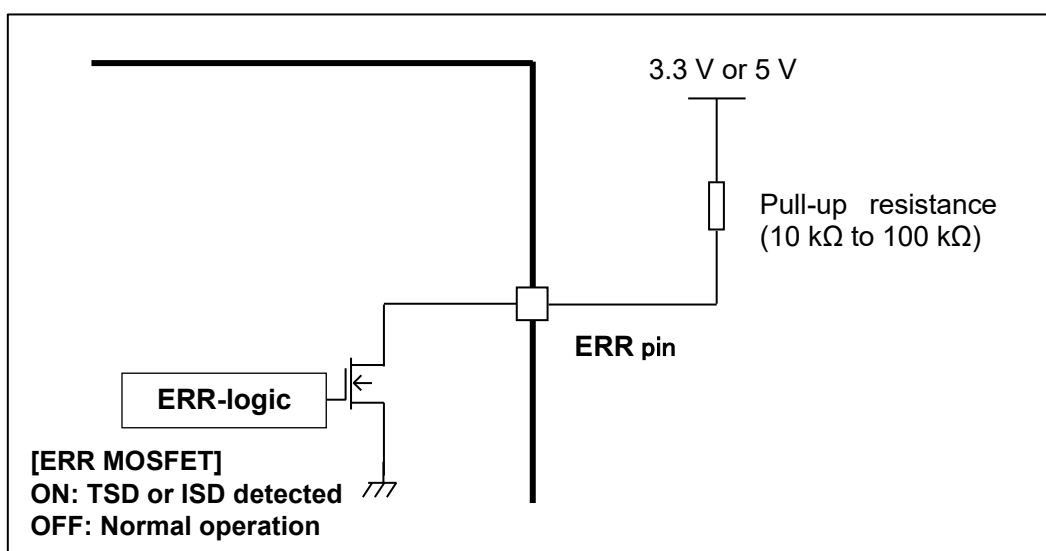 3.3 V or 5 V
Pull-up resistance
(10 kΩ to 100 kΩ)
ERR pin
ERR-logic
[ERR MOSFET]
ON: TSD or ISD detected
OFF: Normal operation